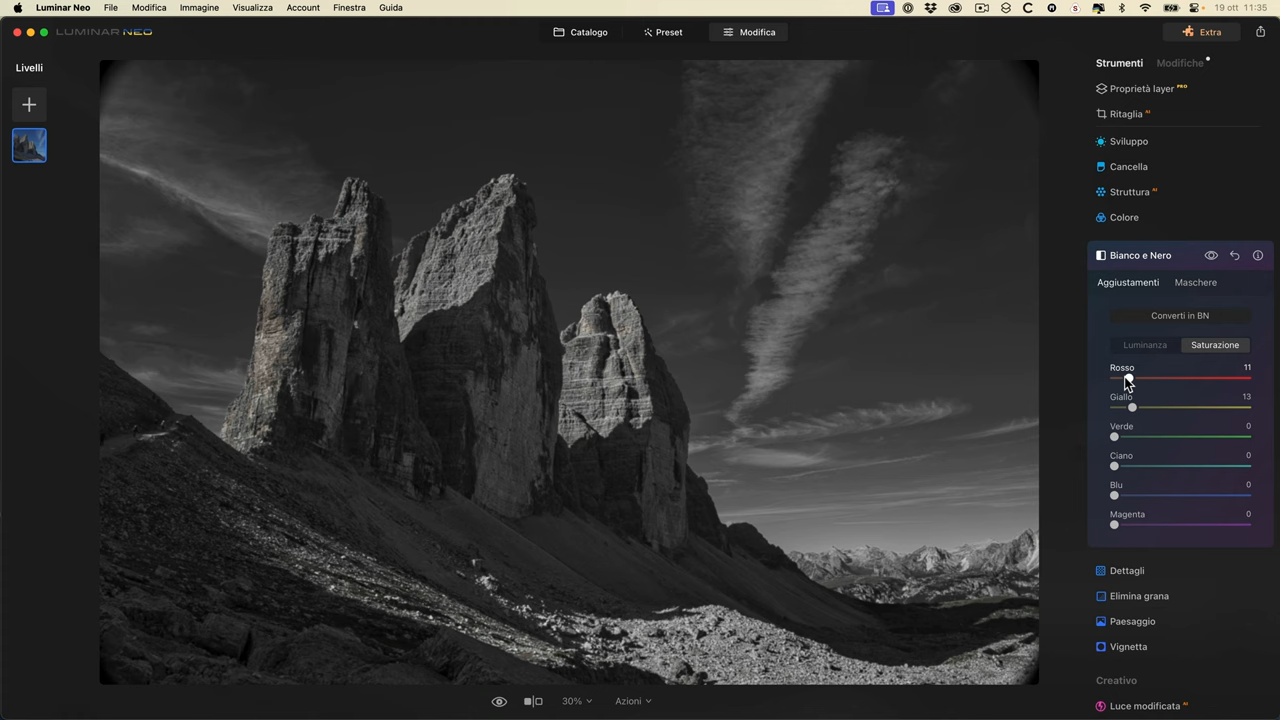 Luminar Neo File Modifica Immagine Visualizza Account Finestra Guida 19 ott 11:35
LUMINAR NEO Catalogo Preset Modifica Extra
Livelli
Strumenti Modifiche
Proprietà layer PRO
Ritaglia AI
Sviluppo
Cancella
Struttura AI
Colore
Bianco e Nero
Aggiustamenti Maschere
Converti in BN
Luminanza Saturazione
Rosso 11
Giallo 13
Verde 0
Ciano 0
Blu 0
Magenta 0
Dettagli
Elimina grana
Paesaggio
Vignetta
Creativo
Luce modificata AI
30% Azioni